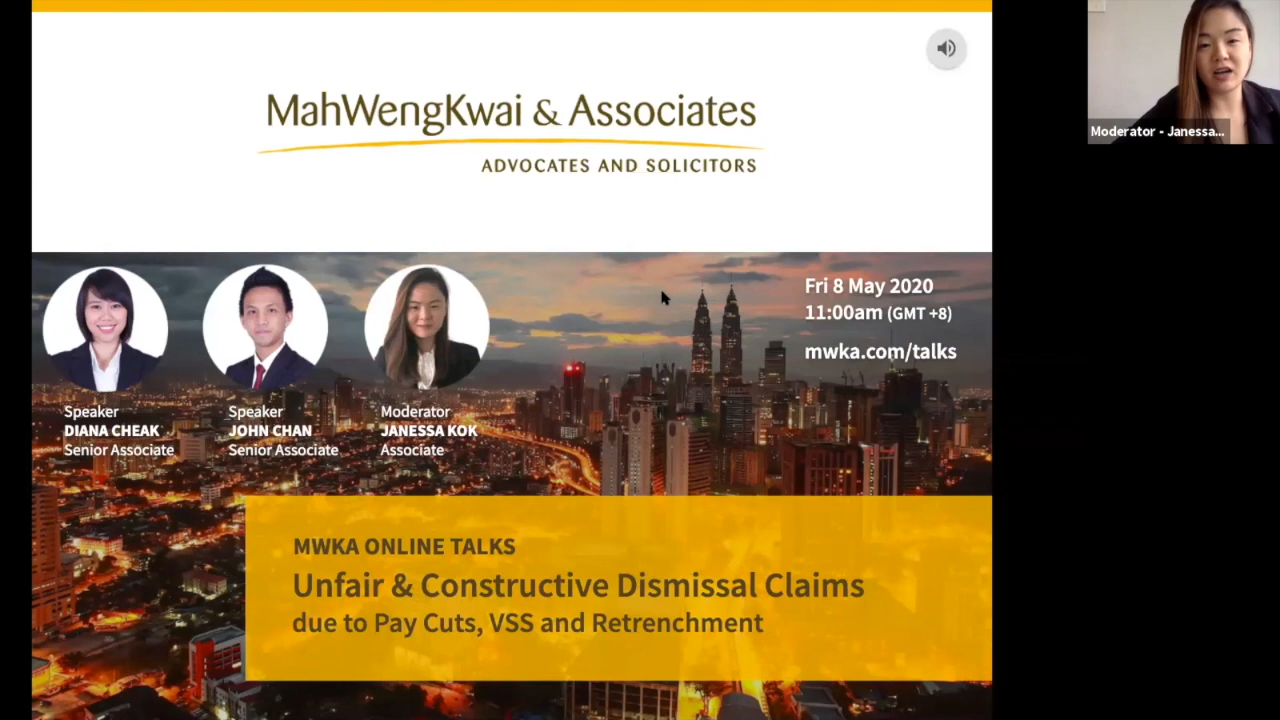 MahWengKwai & Associates
ADVOCATES AND SOLICITORS
Moderator - Janessa...
Fri 8 May 2020
11:00am (GMT +8)
mwka.com/talks
Speaker
DIANA CHEAK
Senior Associate
Speaker
JOHN CHAN
Senior Associate
Moderator
JANESSA KOK
Associate
MWKA ONLINE TALKS
Unfair & Constructive Dismissal Claims
due to Pay Cuts, VSS and Retrenchment